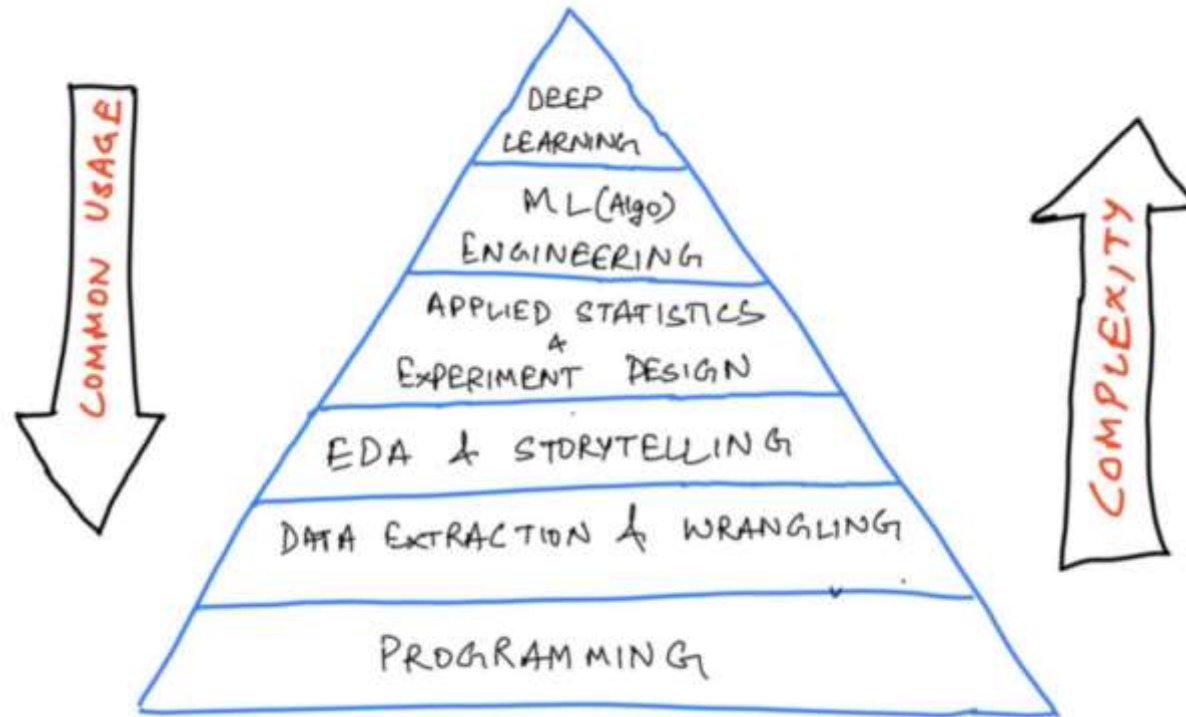 COMMON USAGE
DEEP
LEARNING
ML(Algo)
ENGINEERING
APPLIED STATISTICS
&
EXPERIMENT DESIGN
EDA & STORYTELLING
DATA EXTRACTION & WRANGLING
PROGRAMMING
COMPLEXITY